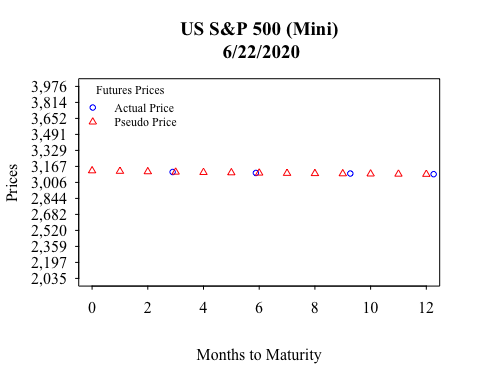 US S&P 500 (Mini)
6/22/2020
Futures Prices
Actual Price
Pseudo Price
3,976
3,814
3,652
3,491
3,329
3,167
3,006
2,844
2,682
2,520
2,359
2,197
2,035
Prices
0 2 4 6 8 10 12
Months to Maturity